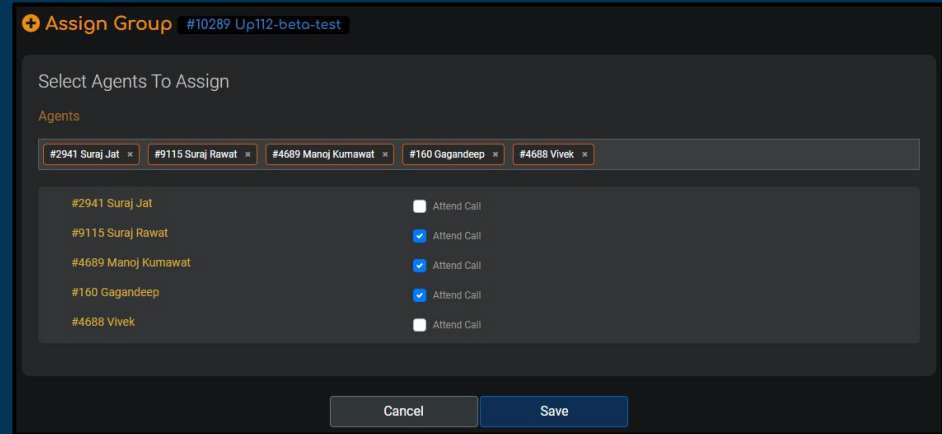 Assign Group #10289 Up112-beta-test
Select Agents To Assign
Agents
#2941 Suraj Jat × #9115 Suraj Rawat × #4689 Manoj Kumawat × #160 Gagandeep × #4688 Vivek ×
#2941 Suraj Jat Attend Call
#9115 Suraj Rawat Attend Call
#4689 Manoj Kumawat Attend Call
#160 Gagandeep Attend Call
#4688 Vivek Attend Call
Cancel Save